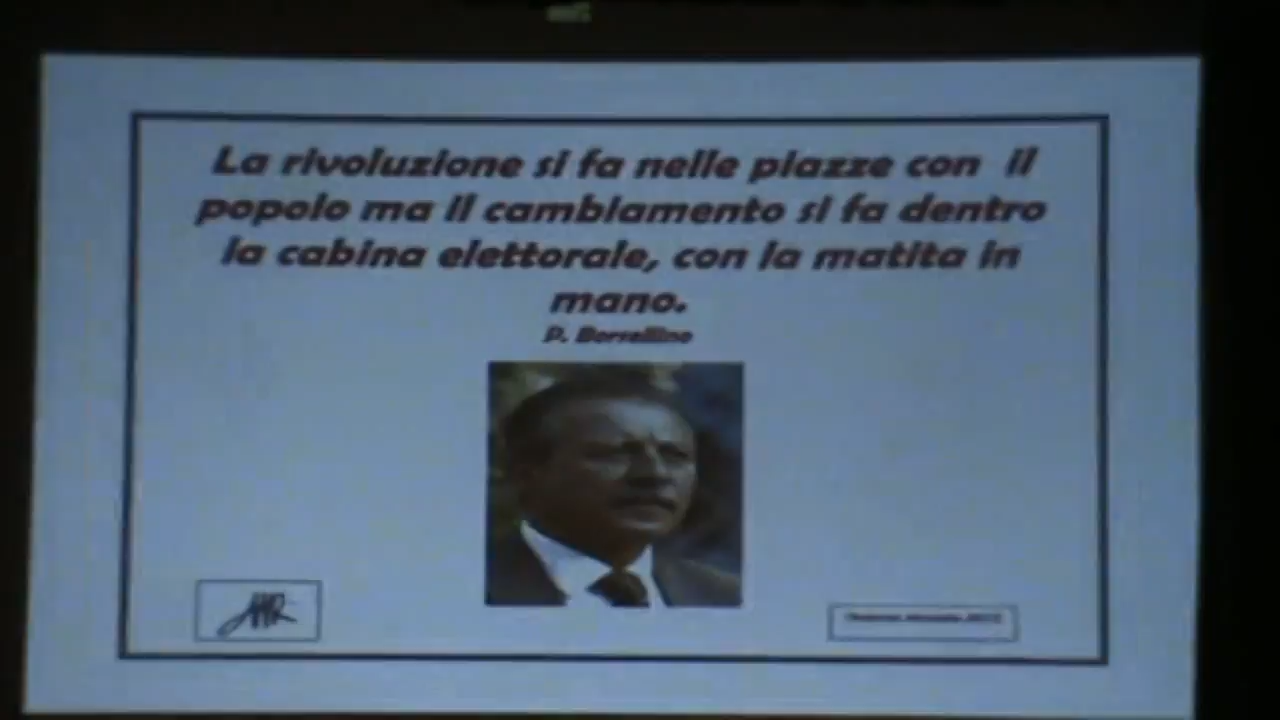 La rivoluzione si fa nelle piazze con il
popolo ma il cambiamento si fa dentro
la cabina elettorale, con la matita in
mano.
P. Borsellino